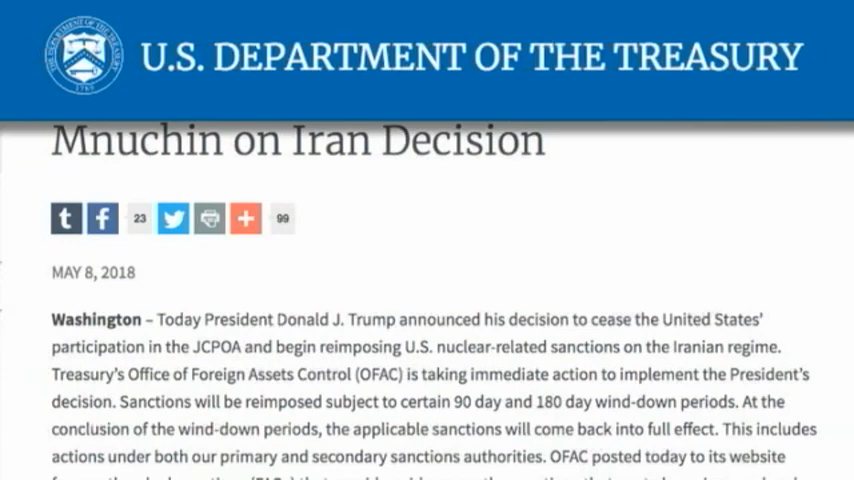 U.S. DEPARTMENT OF THE TREASURY
Mnuchin on Iran Decision
23
99
MAY 8, 2018
Washington – Today President Donald J. Trump announced his decision to cease the United States'
participation in the JCPOA and begin reimposing U.S. nuclear-related sanctions on the Iranian regime.
Treasury's Office of Foreign Assets Control (OFAC) is taking immediate action to implement the President's
decision. Sanctions will be reimposed subject to certain 90 day and 180 day wind-down periods. At the
conclusion of the wind-down periods, the applicable sanctions will come back into full effect. This includes
actions under both our primary and secondary sanctions authorities. OFAC posted today to its website